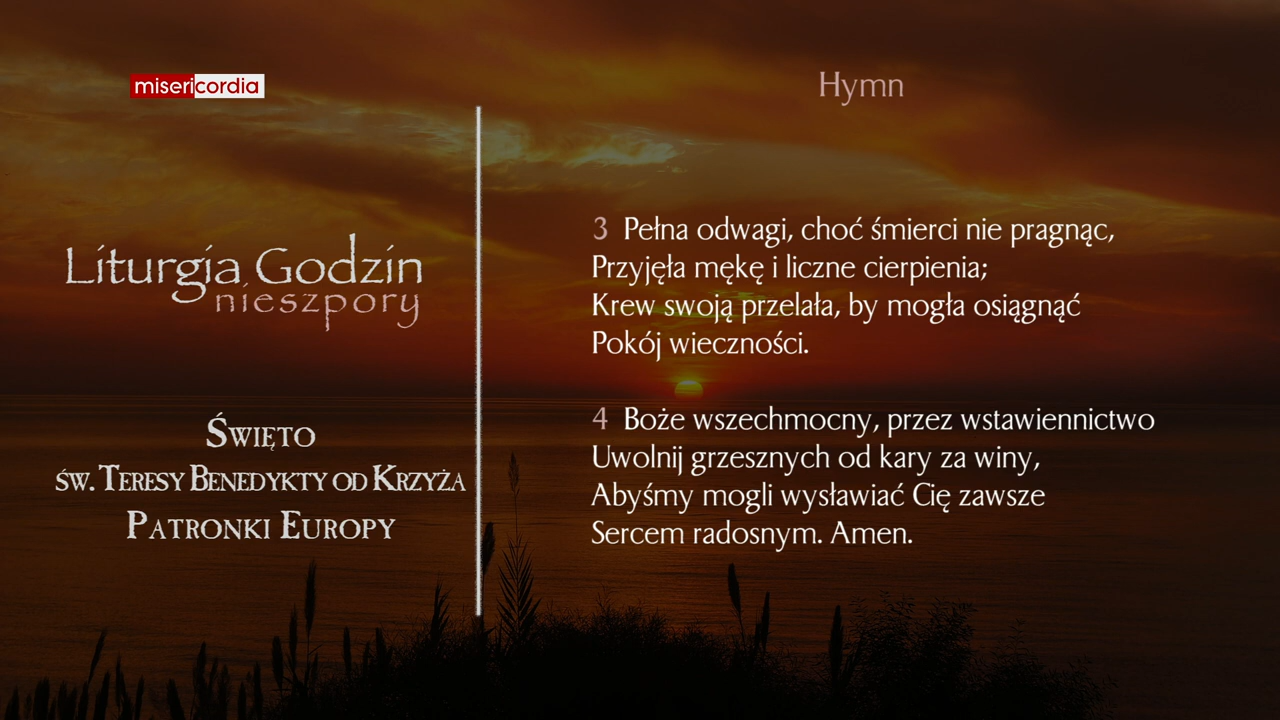 misericordia
Liturgia Godzin
nieszpory
Święto
św. Teresy Benedykty od Krzyża
Patronki Europy
Hymn
3 Pełna odwagi, choć śmierci nie pragnąc,
Przyjęła mękę i liczne cierpienia;
Krew swoją przelała, by mogła osiągnąć
Pokój wieczności.
4 Boże wszechmocny, przez wstawiennictwo
Uwolnij grzesznych od kary za winy,
Abyśmy mogli wysławiać Cię zawsze
Sercem radosnym. Amen.